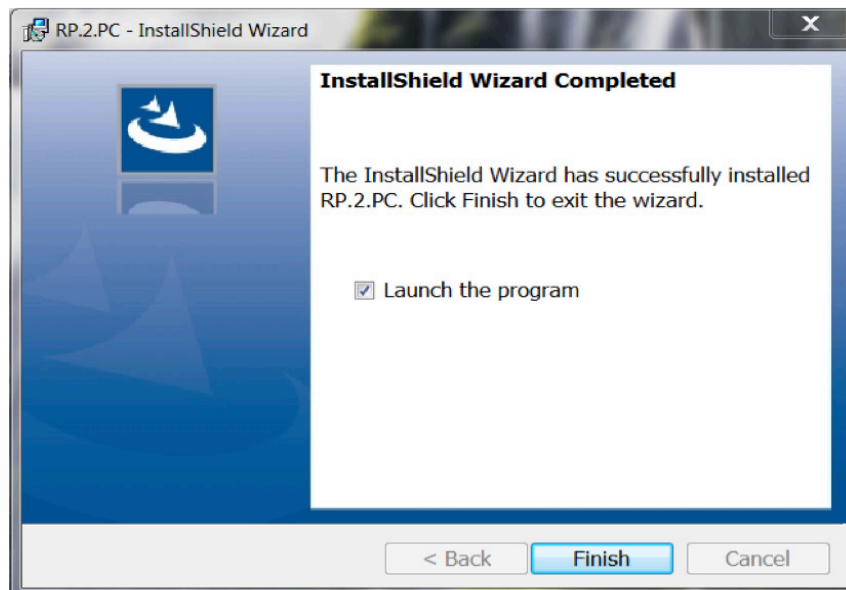 RP.2.PC - InstallShield Wizard
X
InstallShield Wizard Completed
The InstallShield Wizard has successfully installed
RP.2.PC. Click Finish to exit the wizard.
Launch the program
< Back Finish Cancel